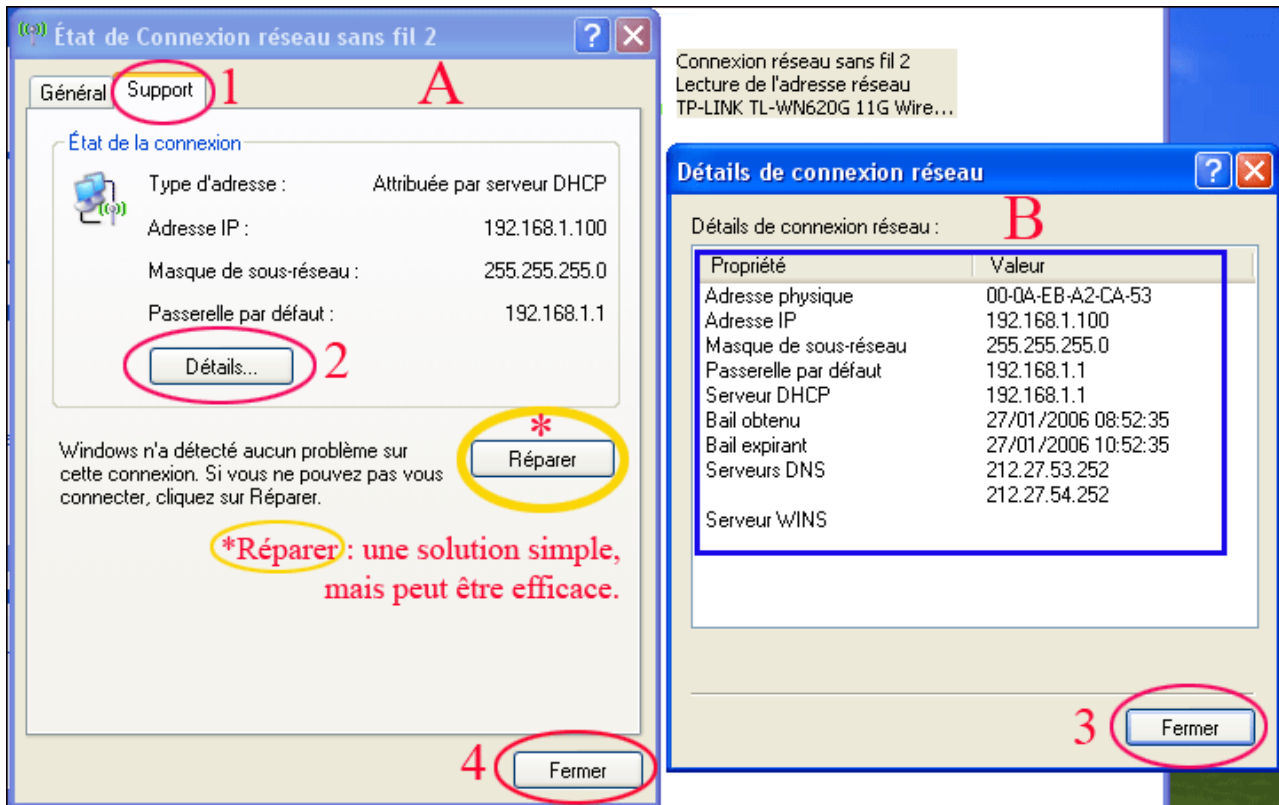 État de Connexion réseau sans fil 2
A
Général Support 1
État de la connexion
Type d'adresse : Attribuée par serveur DHCP
Adresse IP : 192.168.1.100
Masque de sous-réseau : 255.255.255.0
Passerelle par défaut : 192.168.1.1
Détails... 2
*
Windows n'a détecté aucun problème sur
cette connexion. Si vous ne pouvez pas vous
connecter, cliquez sur Réparer.
Réparer
*Réparer : une solution simple,
mais peut être efficace.
4 Fermer
Connexion réseau sans fil 2
Lecture de l'adresse réseau
TP-LINK TL-WN620G 11G Wire...
Détails de connexion réseau
Détails de connexion réseau : B
Propriété Valeur
Adresse physique 00-0A-EB-A2-CA-53
Adresse IP 192.168.1.100
Masque de sous-réseau 255.255.255.0
Passerelle par défaut 192.168.1.1
Serveur DHCP 192.168.1.1
Bail obtenu 27/01/2006 08:52:35
Bail expirant 27/01/2006 10:52:35
Serveurs DNS 212.27.53.252
212.27.54.252
Serveur WINS
3 Fermer